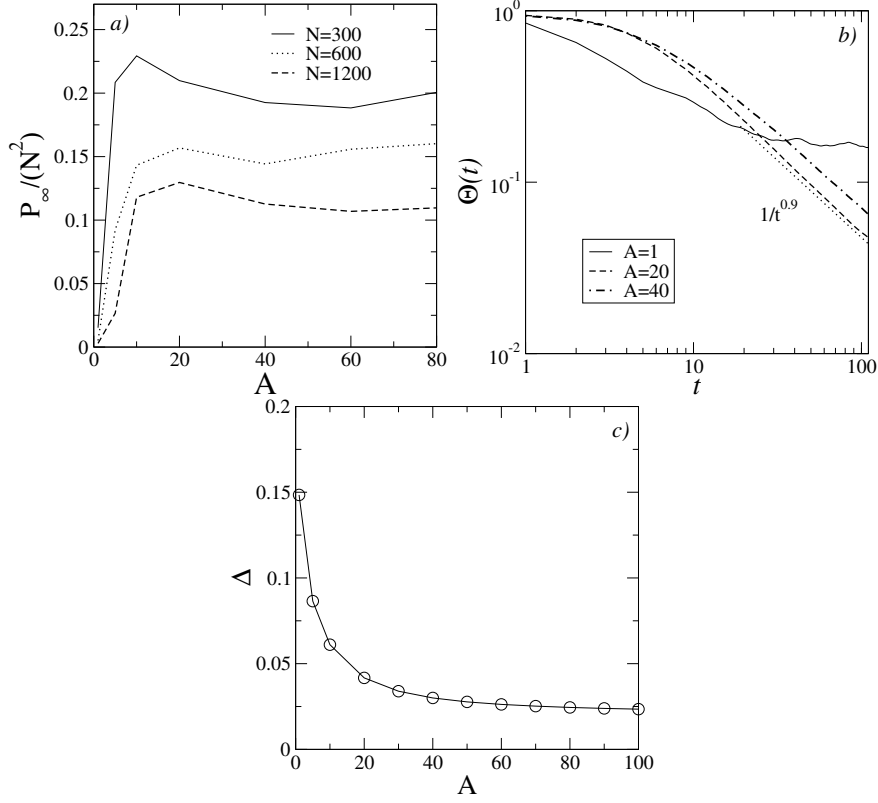 a)
N=300
N=600
N=1200
P∞/(N²)
0.25
0.2
0.15
0.1
0.05
0
0 20 40 60 80
A
b)
10⁰
10⁻¹
10⁻²
Θ(t)
1/t^0.9
A=1
A=20
A=40
1 10 100
t
c)
0.2
0.15
0.1
0.05
0
Δ
0 20 40 60 80 100
A